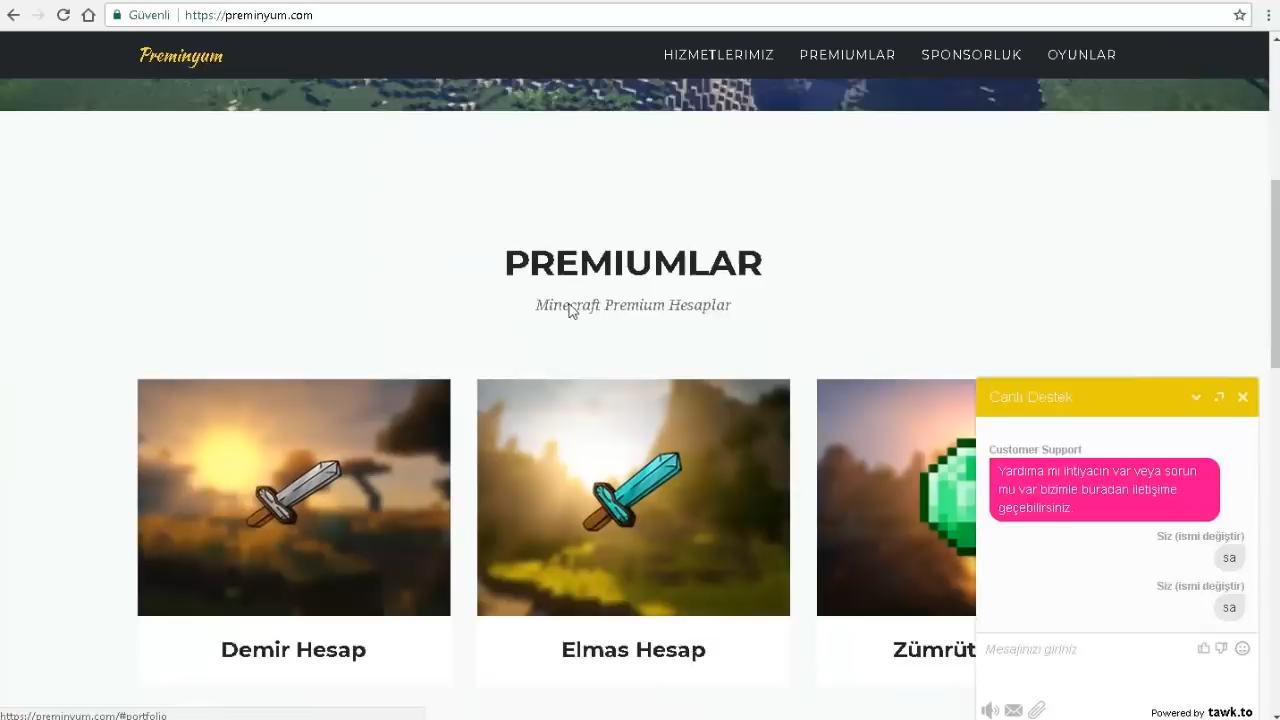 Güvenli
https://preminyum.com
Preminyum
HIZMETLERIMIZ
PREMIUMLAR
SPONSORLUK
OYUNLAR
PREMIUMLAR
Minecraft Premium Hesaplar
Demir Hesap
Elmas Hesap
Zümrüt
Canlı Destek
Customer Support
Yardıma mı ihtiyacın var veya sorun
mu var bizimle buradan iletişime
geçebilirsiniz.
Siz (ismi değiştir)
sa
Siz (ismi değiştir)
sa
Mesajınızı giriniz
Powered by tawk.to
https://preminyum.com/#portfolio